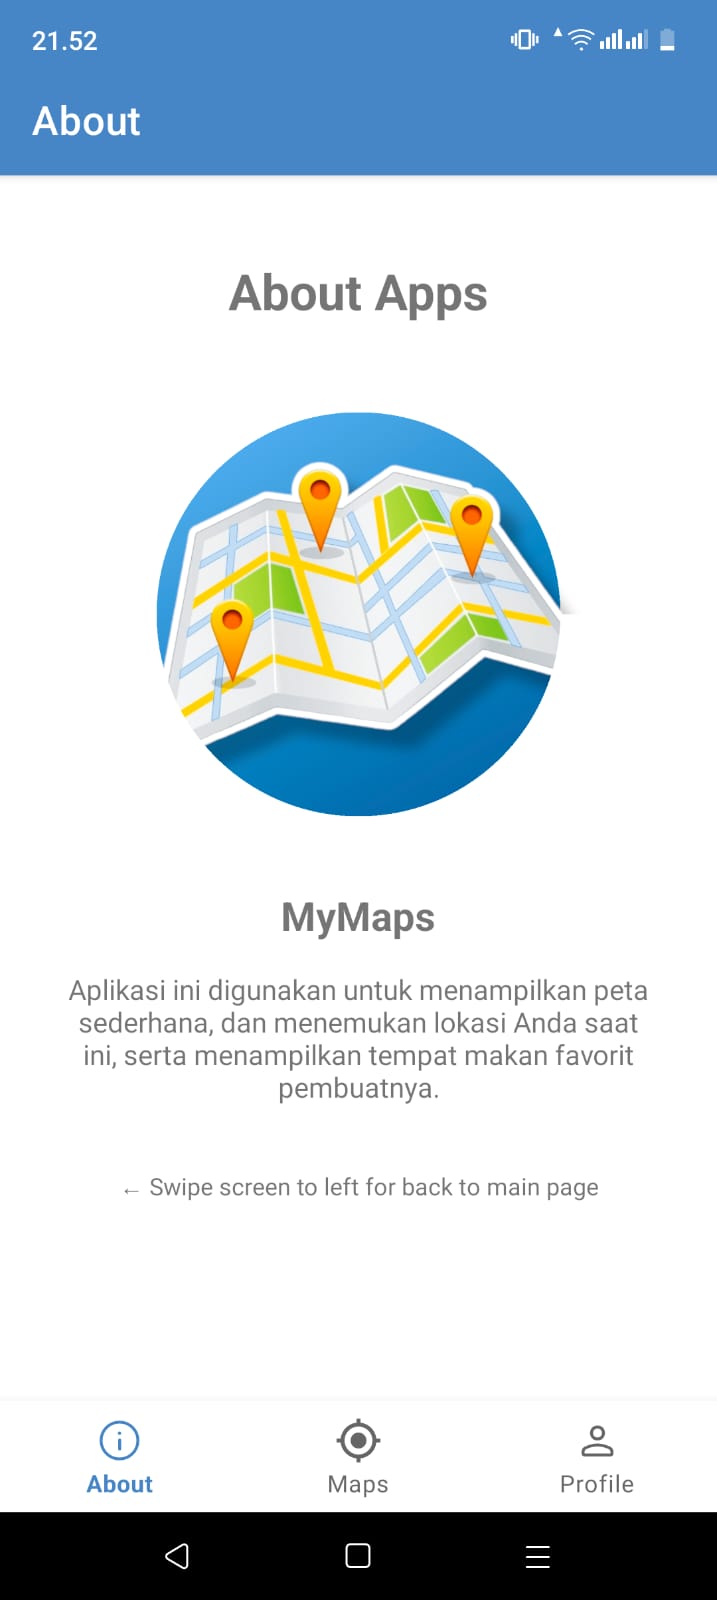 21.52
About
About Apps
MyMaps
Aplikasi ini digunakan untuk menampilkan peta
sederhana, dan menemukan lokasi Anda saat
ini, serta menampilkan tempat makan favorit
pembuatnya.
← Swipe screen to left for back to main page
About
Maps
Profile